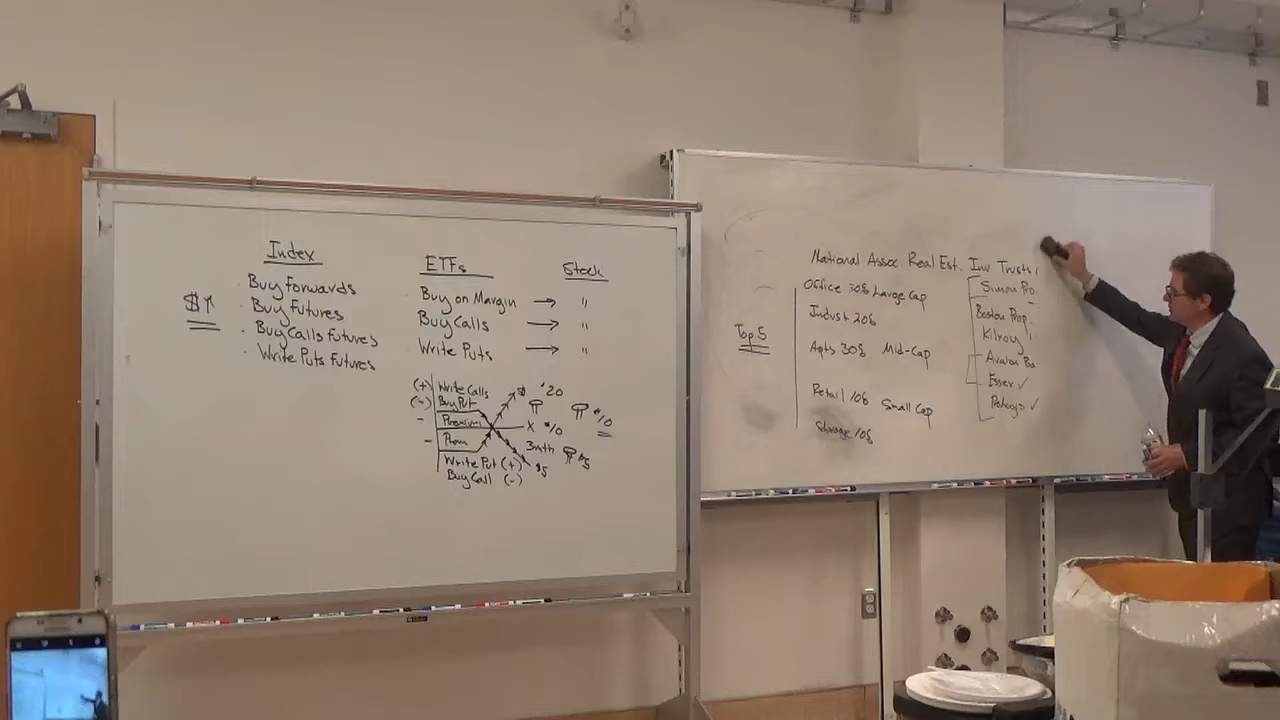 Index
$↑
Buy Forwards
· Buy Futures
· Buy Calls Futures
· Write Puts Futures
ETFs
· Buy on Margin →
· Buy Calls →
· Write Puts →
Stock
"
"
"
(+) Write Calls
(-) Buy Put
- Premium
- Prem
Write Put (+)
Buy Call (-)
$ '20
X $10
3mth
$5
$10
$5
National Assoc. Real Est. Inv Trusts
Top 5
Office 30% Large Cap
Indust 20%
Apts 30% Mid-Cap
Retail 10% Small Cap
Storage 10%
Simon Pro.
Boston Prop.
Kilroy
Avalon Ba
Essex ✓